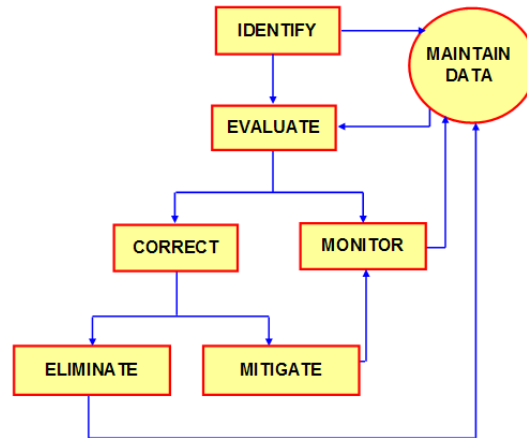 IDENTIFY
MAINTAIN
DATA
EVALUATE
CORRECT
MONITOR
ELIMINATE
MITIGATE